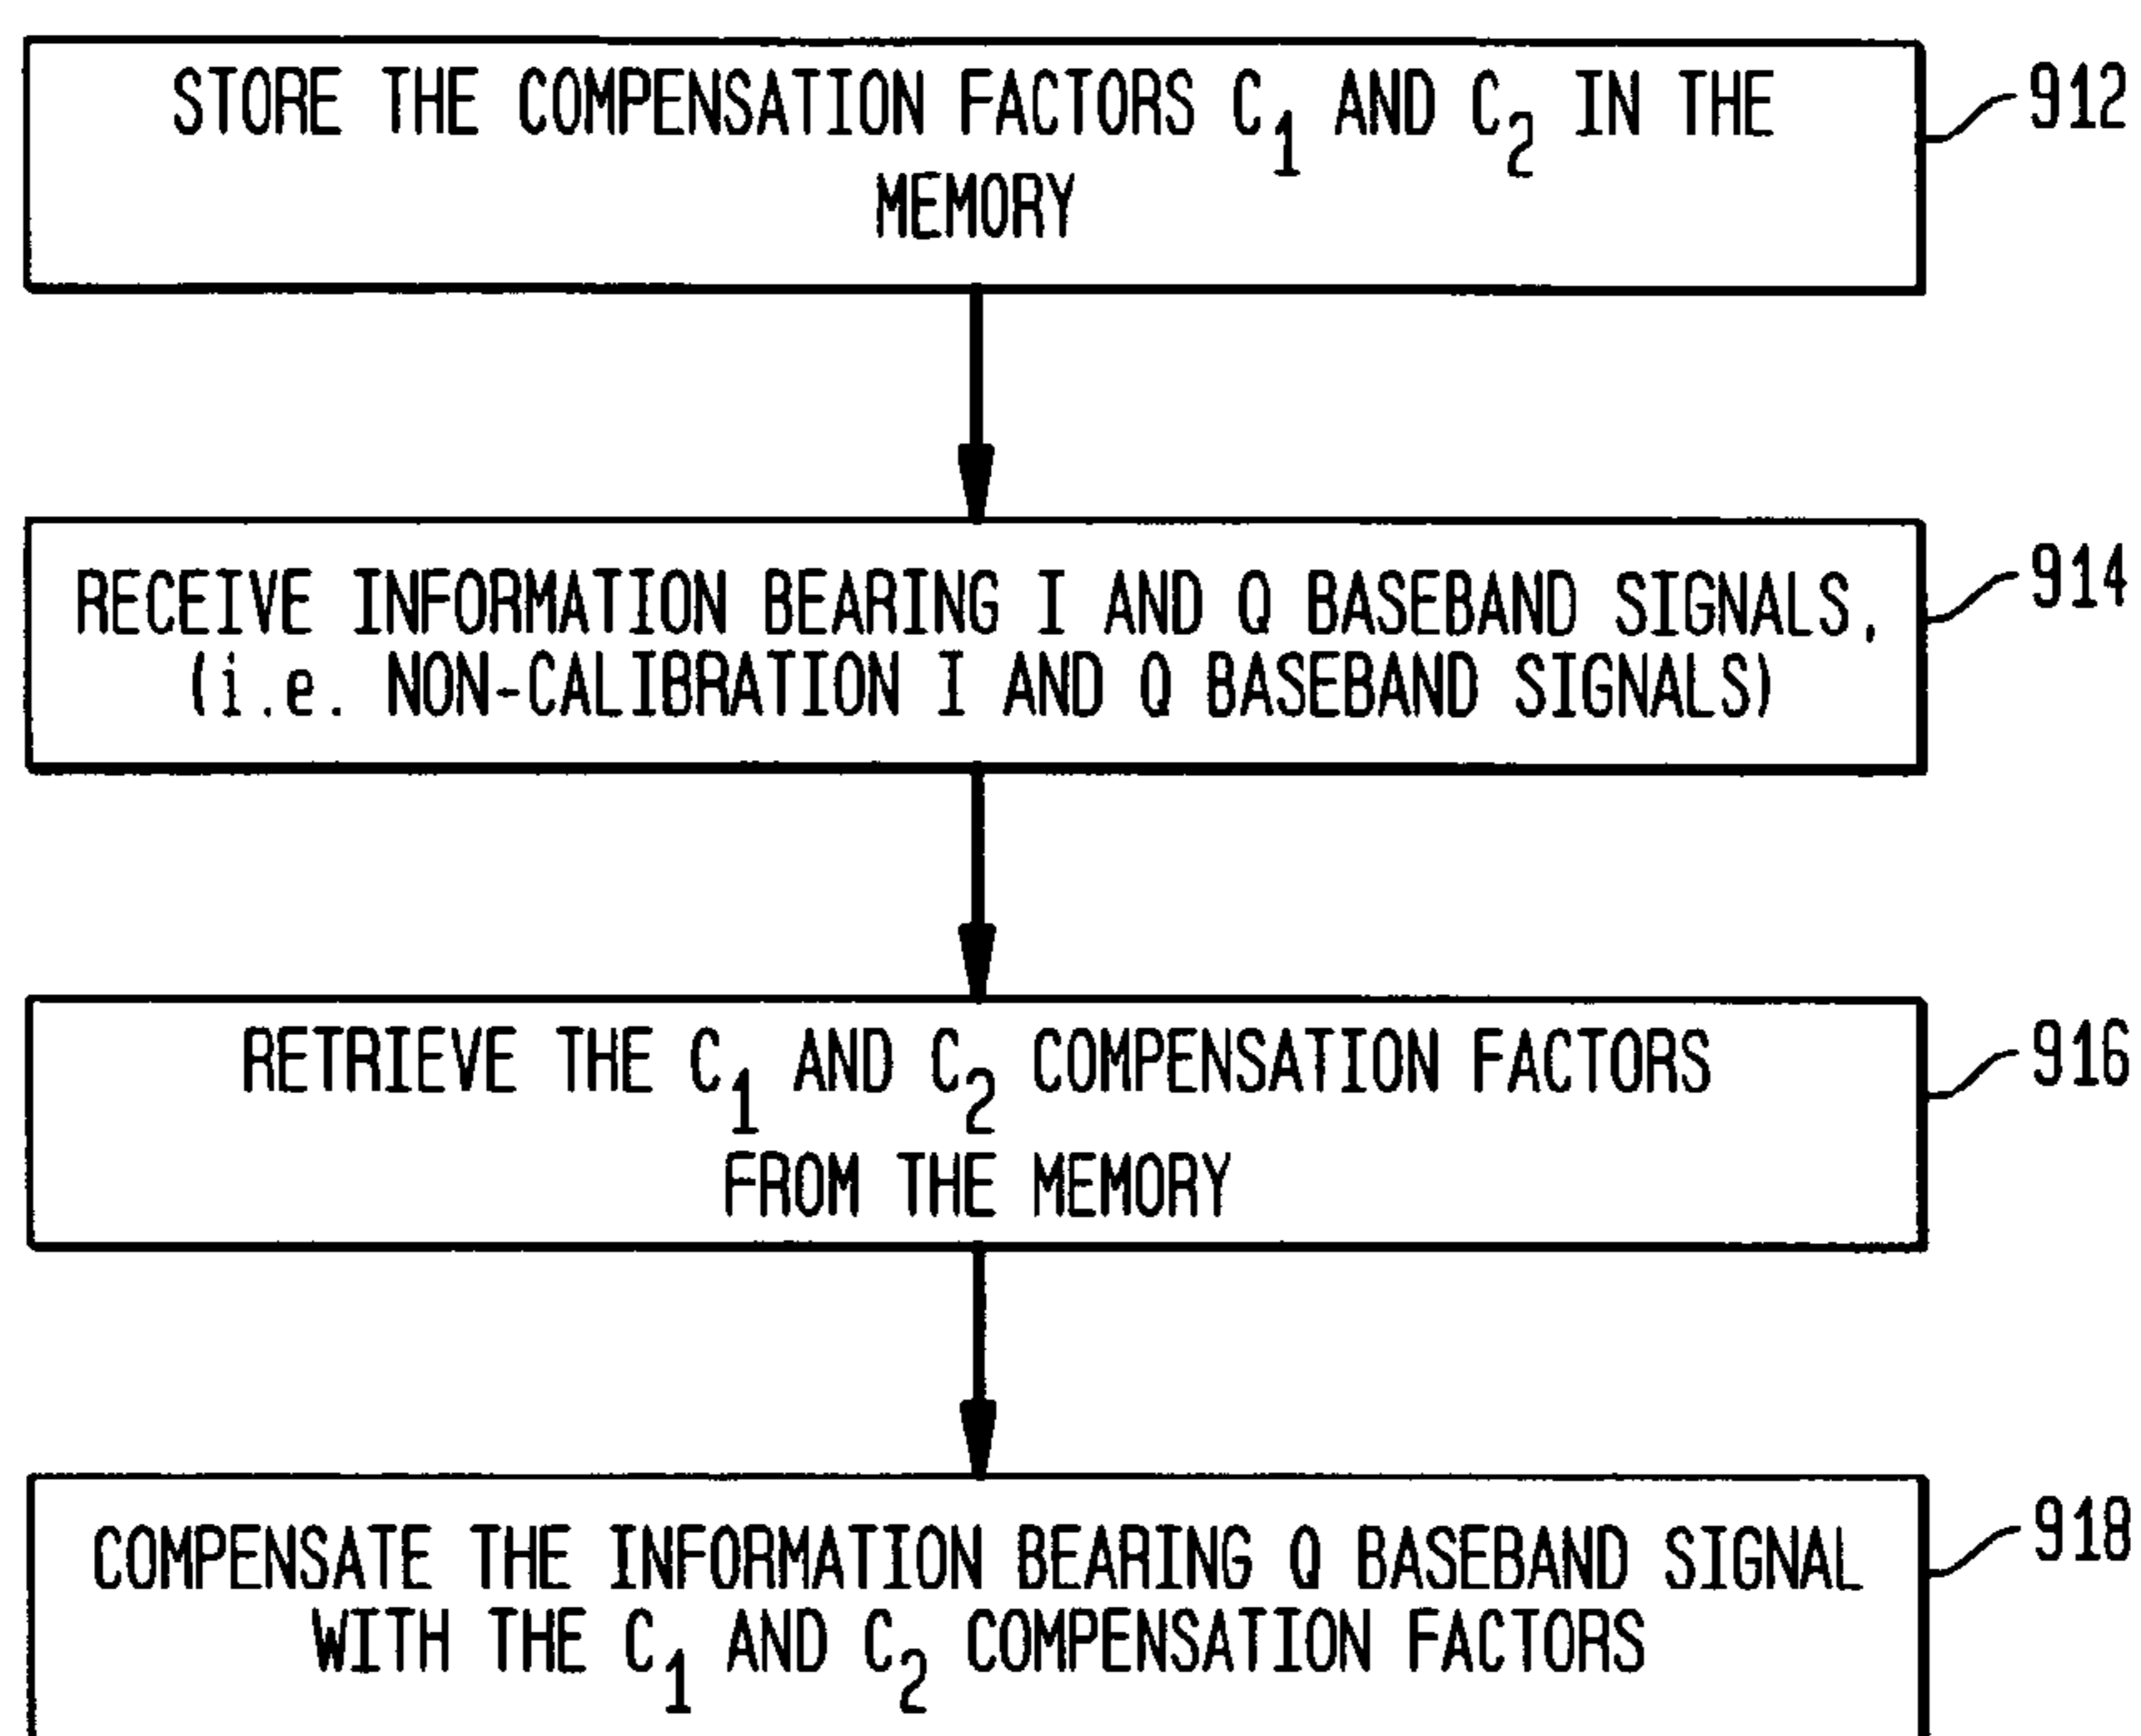 STORE THE COMPENSATION FACTORS C₁ AND C₂ IN THE
MEMORY
912
RECEIVE INFORMATION BEARING I AND Q BASEBAND SIGNALS,
(i.e. NON-CALIBRATION I AND Q BASEBAND SIGNALS)
914
RETRIEVE THE C₁ AND C₂ COMPENSATION FACTORS
FROM THE MEMORY
916
COMPENSATE THE INFORMATION BEARING Q BASEBAND SIGNAL
WITH THE C₁ AND C₂ COMPENSATION FACTORS
918